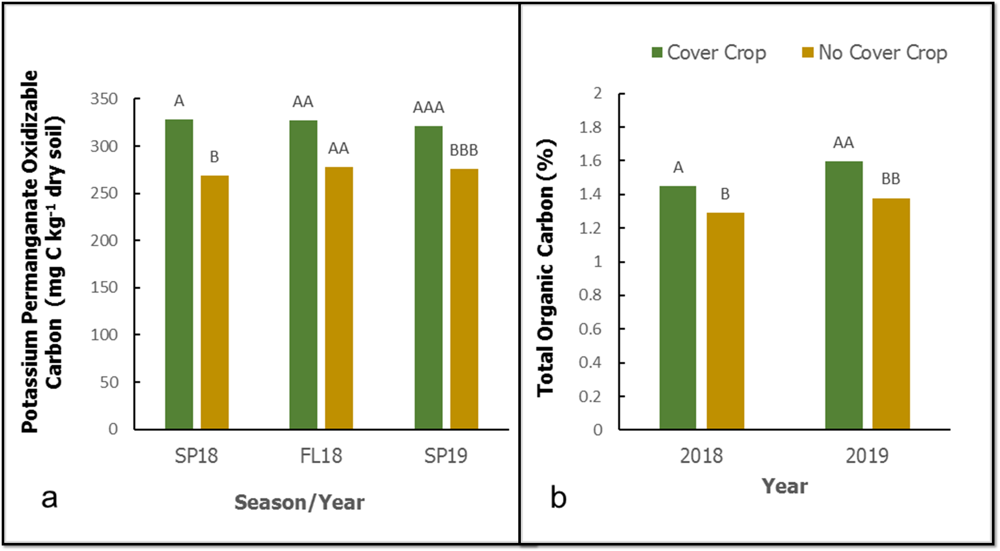 Potassium Permanganate Oxidizable
Carbon (mg C kg⁻¹ dry soil)
350
300
250
200
150
100
50
0
A
B
AA
AA
AAA
BBB
SP18
FL18
SP19
Season/Year
a
Cover Crop
No Cover Crop
Total Organic Carbon (%)
2
1.8
1.6
1.4
1.2
1
0.8
0.6
0.4
0.2
0
A
B
AA
BB
2018
2019
Year
b